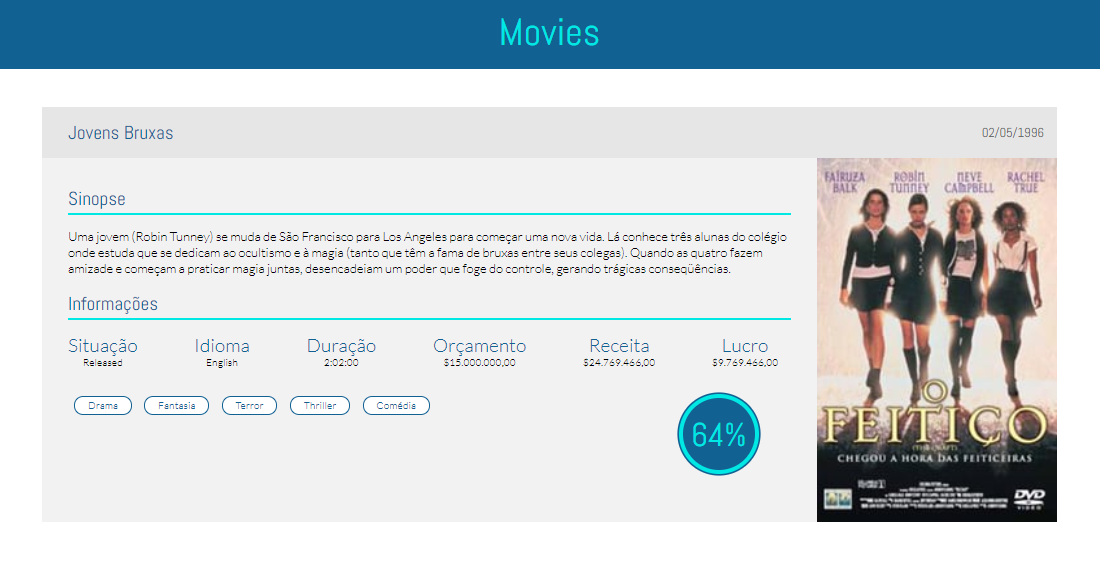 Movies
Jovens Bruxas
02/05/1996
Sinopse
Uma jovem (Robin Tunney) se muda de São Francisco para Los Angeles para começar uma nova vida. Lá conhece três alunas do colégio
onde estuda que se dedicam ao ocultismo e à magia (tanto que têm a fama de bruxas entre seus colegas). Quando as quatro fazem
amizade e começam a praticar magia juntas, desencadeiam um poder que foge do controle, gerando trágicas conseqüências.
Informações
Situação Idioma Duração Orçamento Receita Lucro
Released English 2:02:00 $15.000.000,00 $24.769.466,00 $9.769.466,00
Drama Fantasia Terror Thriller Comédia
64%
FAIRUZA BALK
ROBIN TUNNEY
NEVE CAMPBELL
RACHEL TRUE
O
FEITIÇO
(THE CRAFT)
CHEGOU A HORA DAS FEITICEIRAS
DVD
VIDEO